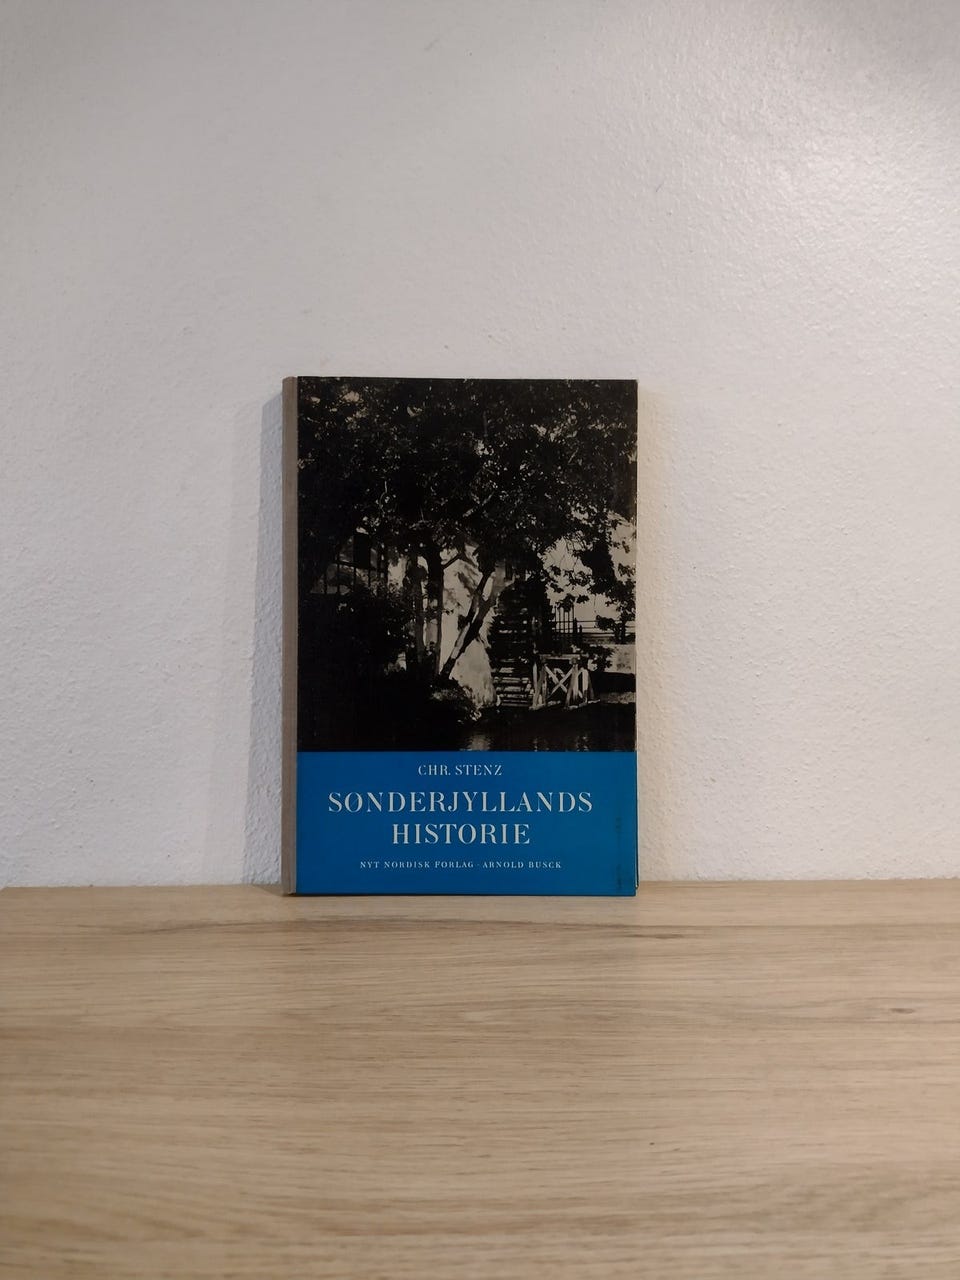 CHR. STENZ
SØNDERJYLLANDS
HISTORIE
NYT NORDISK FORLAG · ARNOLD BUSCK